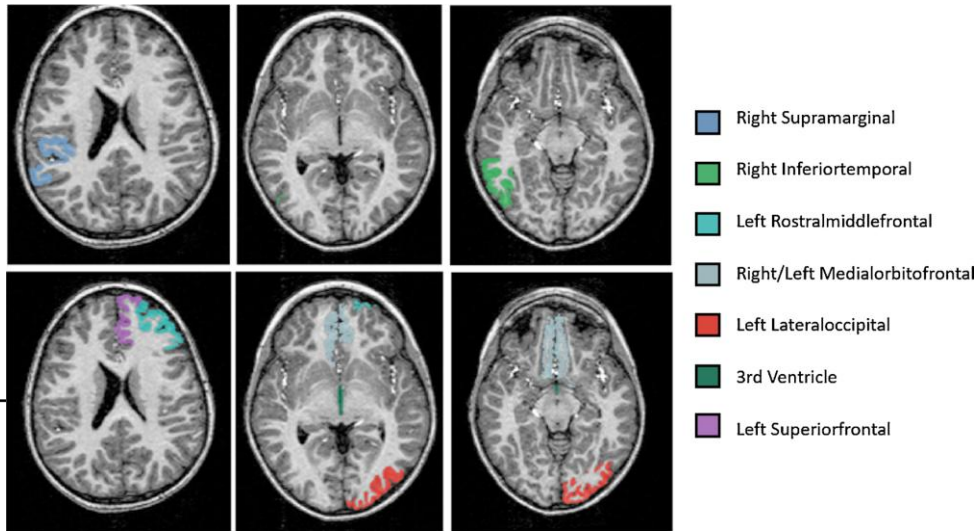 Right Supramarginal
Right Inferiortemporal
Left Rostralmiddlefrontal
Right/Left Medialorbitofrontal
Left Lateraloccipital
3rd Ventricle
Left Superiorfrontal